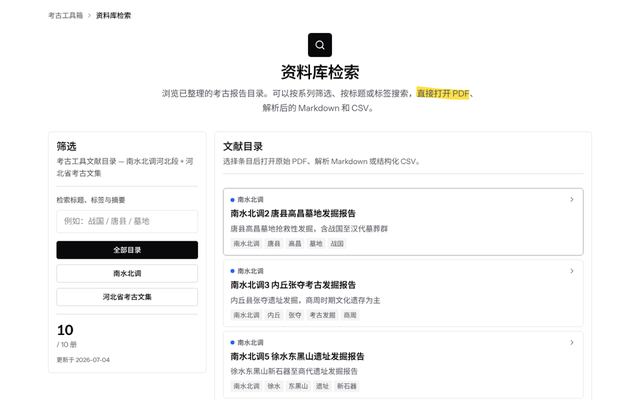 考古工具箱 > 资料库检索
资料库检索
浏览已整理的考古报告目录。可以按系列筛选、按标题或标签搜索，直接打开 PDF、
解析后的 Markdown 和 CSV。
筛选
考古工具文献目录 — 南水北调河北段 + 河
北省考古文集
检索标题、标签与摘要
例如：战国 / 唐县 / 墓地
全部目录
南水北调
河北省考古文集
10
/ 10 册
更新于 2026-07-04
文献目录
选择条目后打开原始 PDF、解析 Markdown 或结构化 CSV。
南水北调
南水北调2 唐县高昌墓地发掘报告
唐县高昌墓地抢救性发掘，含战国至汉代墓葬群
南水北调 唐县 高昌 墓地 战国
南水北调
南水北调3 内丘张夺考古发掘报告
内丘县张夺遗址发掘，商周时期文化遗存为主
南水北调 内丘 张夺 考古发掘 商周
南水北调
南水北调5 徐水东黑山遗址发掘报告
徐水东黑山新石器至商代遗址发掘报告
南水北调 徐水 东黑山 遗址 新石器